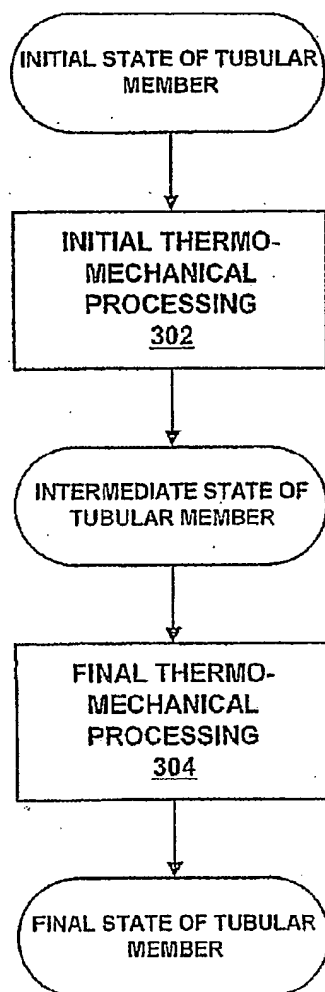 INITIAL STATE OF TUBULAR
MEMBER
INITIAL THERMO-
MECHANICAL
PROCESSING
302
INTERMEDIATE STATE OF
TUBULAR MEMBER
FINAL THERMO-
MECHANICAL
PROCESSING
304
FINAL STATE OF TUBULAR
MEMBER